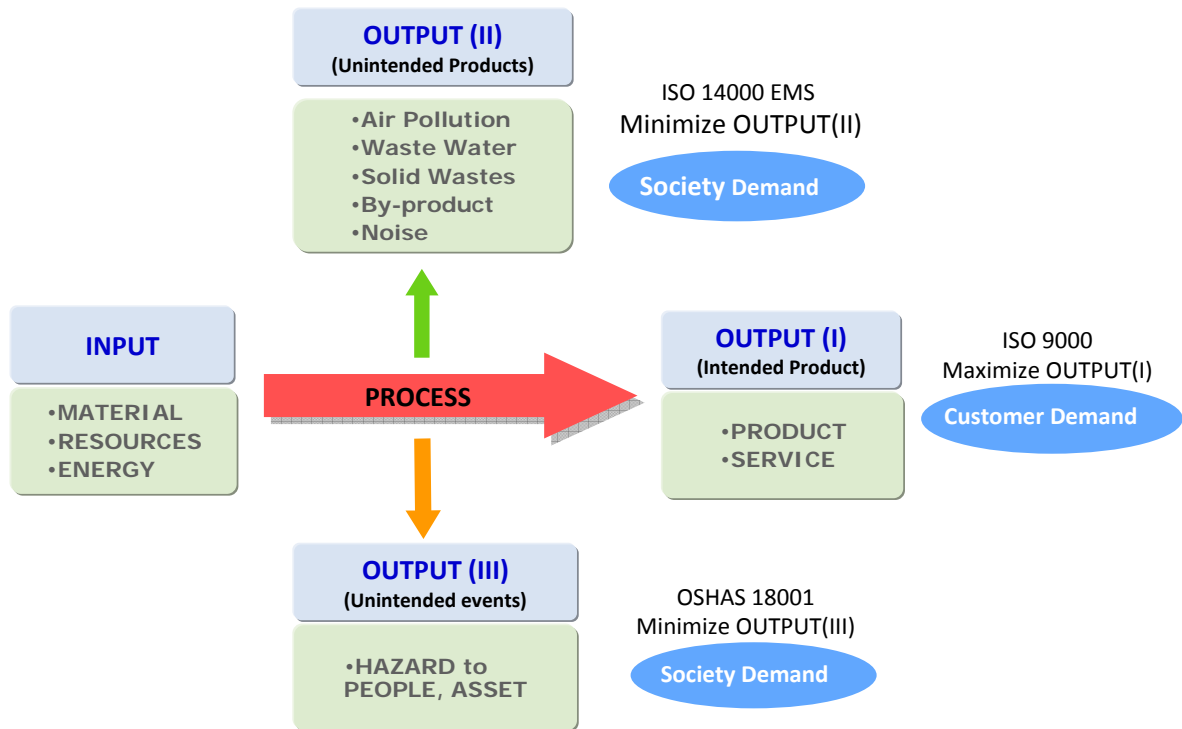 OUTPUT (II)
(Unintended Products)
•Air Pollution
•Waste Water
•Solid Wastes
•By-product
•Noise
ISO 14000 EMS
Minimize OUTPUT(II)
Society Demand
INPUT
•MATERIAL
•RESOURCES
•ENERGY
PROCESS
OUTPUT (I)
(Intended Product)
•PRODUCT
•SERVICE
ISO 9000
Maximize OUTPUT(I)
Customer Demand
OUTPUT (III)
(Unintended events)
•HAZARD to
PEOPLE, ASSET
OSHAS 18001
Minimize OUTPUT(III)
Society Demand